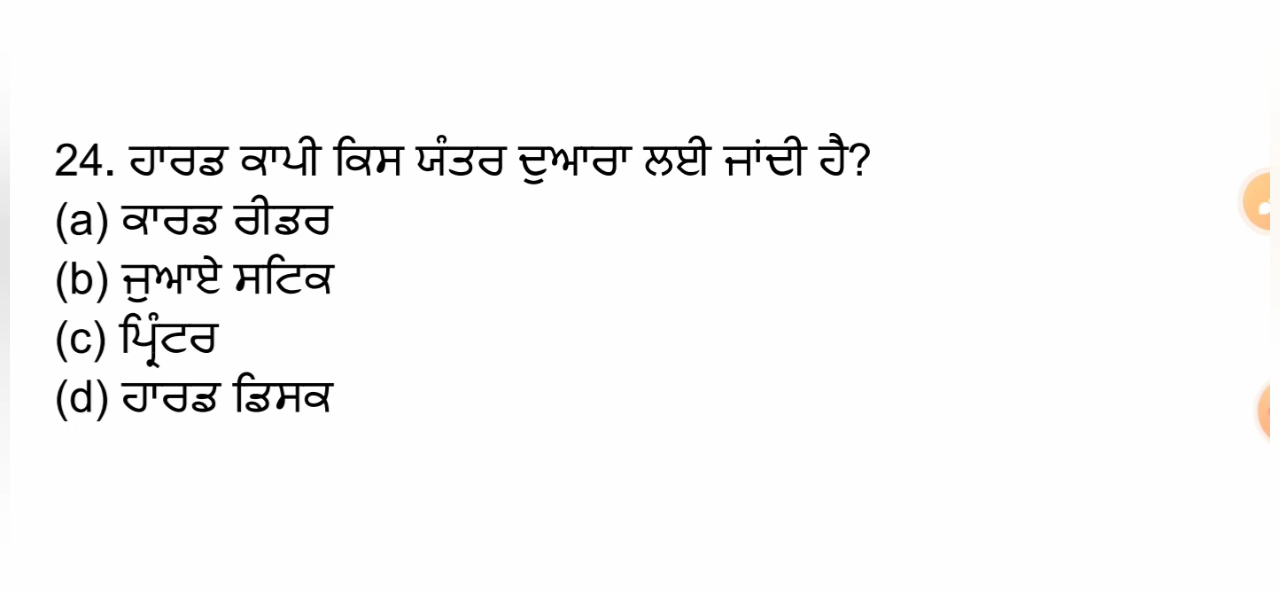 24. ਹਾਰਡ ਕਾਪੀ ਕਿਸ ਯੰਤਰ ਦੁਆਰਾ ਲਈ ਜਾਂਦੀ ਹੈ?
(a) ਕਾਰਡ ਰੀਡਰ
(b) ਜੁਆਏ ਸਟਿਕ
(c) ਪ੍ਰਿੰਟਰ
(d) ਹਾਰਡ ਡਿਸਕ